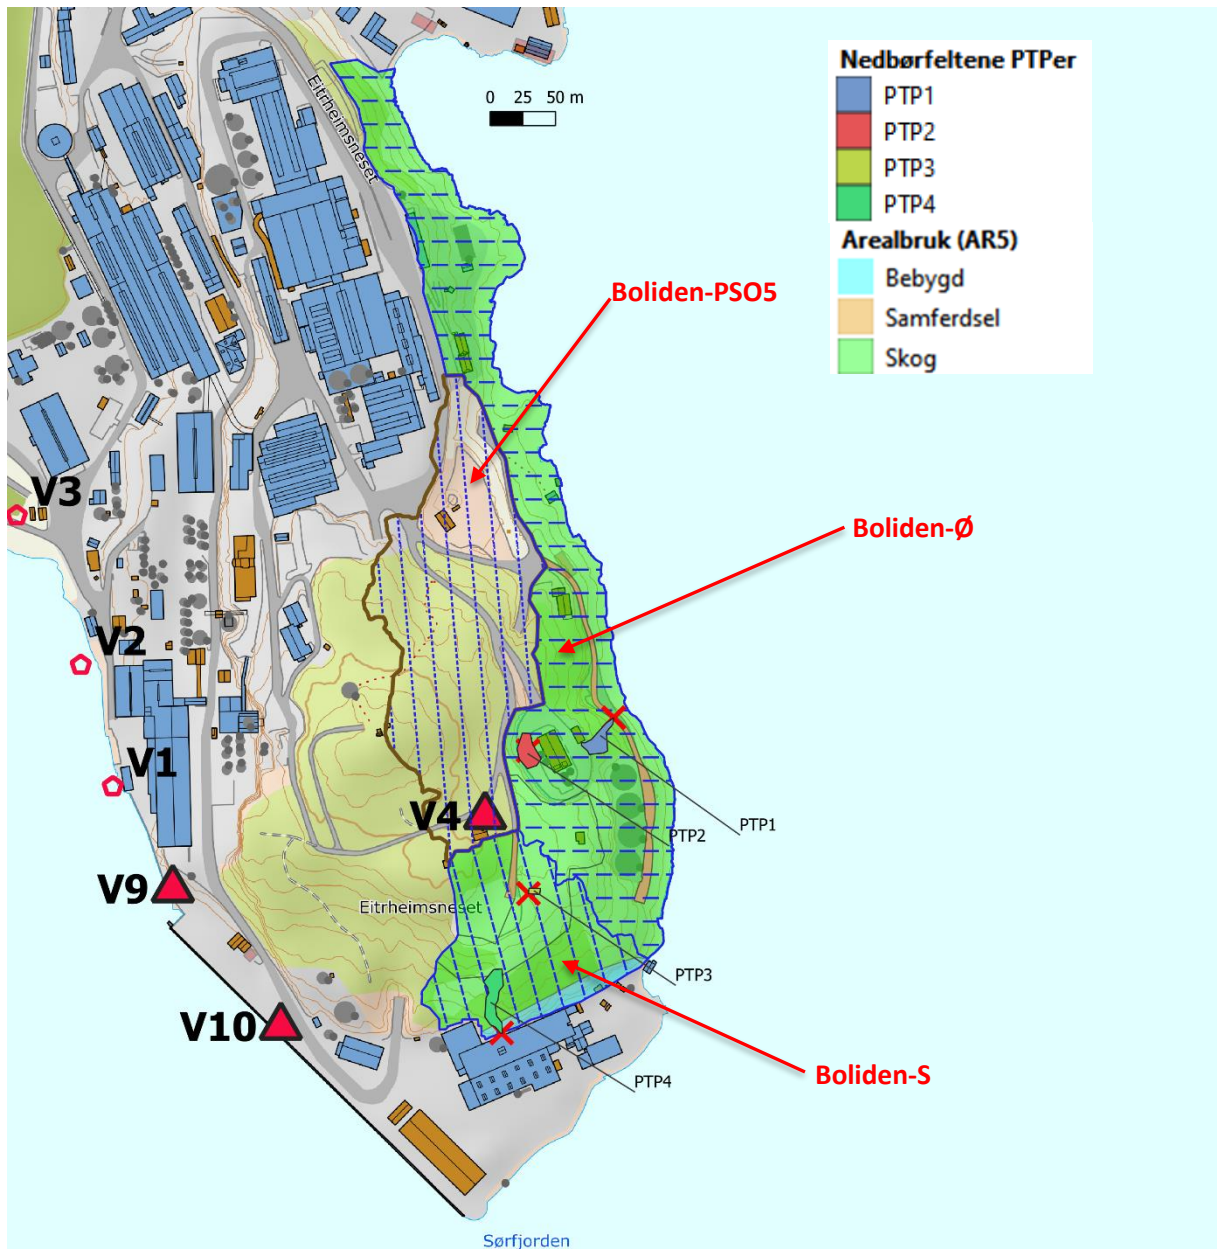 Nedbørfeltene PTPer
PTP1
PTP2
PTP3
PTP4
Arealbruk (AR5)
Bebygd
Samferdsel
Skog
0 25 50 m
Eitrheimsneset
Boliden-PSO5
V3
Boliden-Ø
V2
V1
V4
PTP1
PTP2
V9
Eitrheimsneset
PTP3
V10
Boliden-S
PTP4
Sørfjorden